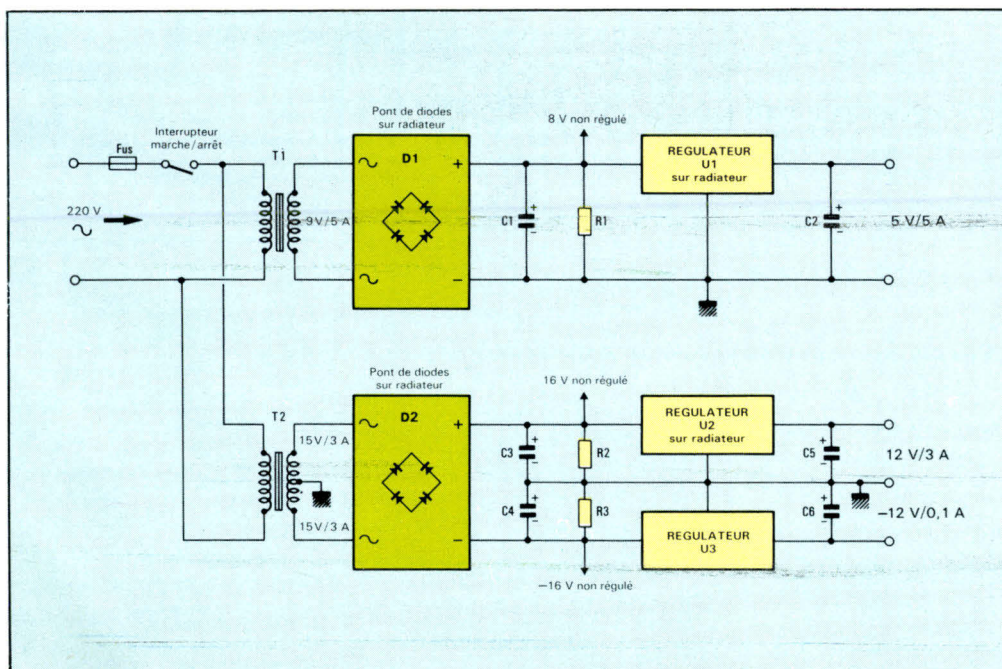 Fus
Interrupteur
marche/arrêt
220 V
T1
9V/5 A
Pont de diodes
sur radiateur
D1
+
−
C1
+
−
8 V non régulé
R1
REGULATEUR
U1
sur radiateur
C2
+
−
5 V/5 A
T2
15V/3 A
15V/3 A
Pont de diodes
sur radiateur
D2
+
−
16 V non régulé
C3
+
−
R2
C4
+
−
R3
−16 V non régulé
REGULATEUR
U2
sur radiateur
REGULATEUR
U3
C5
+
−
12 V/3 A
C6
+
−
−12 V/0,1 A